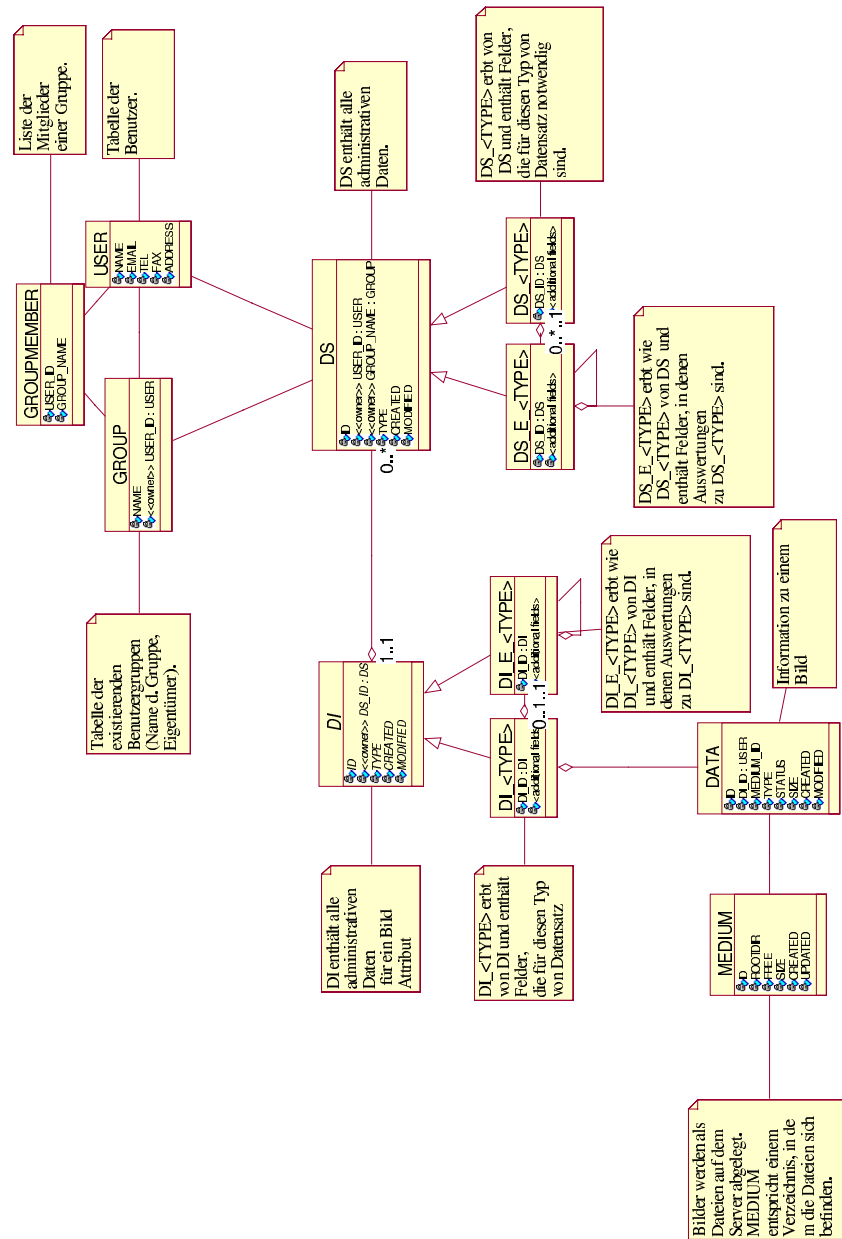 Liste der
Mitglieder
einer Gruppe.
Tabelle der
Benutzer.
GROUPMEMBER
USER_ID
GROUP_NAME
USER
NAME
EMAIL
TEL
FAX
ADDRESS
GROUP
NAME
<<owner>> USER_ID : USER
Tabelle der
existierenden
Benutzergruppen
(Name d. Gruppe,
Eigentümer).
DS enthält alle
administrativen
Daten.
DS
ID
<<owner>> USER_ID : USER
<<owner>> GROUP_NAME : GROUP
TYPE
CREATED
MODIFIED
0..*
1..1
DI
ID
<<owner>> DS_ID : DS
TYPE
CREATED
MODIFIED
DI enthält alle
administrativen
Daten
für ein Bild
Attribut
DS_<TYPE> erbt von
DS und enthält Felder,
die für diesen Typ von
Datensatz notwendig
sind.
DS_<TYPE>
DS_ID : DS
<additional fields>
0..*..1
DS_E_<TYPE>
DS_ID : DS
<additional fields>
DS_E_<TYPE> erbt wie
DS_<TYPE> von DS und
enthält Felder, in denen
Auswertungen
zu DS_<TYPE> sind.
DI_E_<TYPE>
DI_ID : DI
<additional fields>
0..1..1
DI_<TYPE>
DI_ID : DI
<additional fields>
DI_E_<TYPE> erbt wie
DI_<TYPE> von DI
und enthält Felder, in
denen Auswertungen
zu DI_<TYPE> sind.
DI_<TYPE> erbt
von DI und enthält
Felder,
die für diesen Typ
von Datensatz
Information zu einem
Bild
DATA
ID
DI_ID : USER
MEDIUM_ID
TYPE
STATUS
SIZE
CREATED
MODIFIED
MEDIUM
ID
ROOTDIR
FREE
SIZE
CREATED
UPDATED
Bilder werden als
Dateien auf dem
Server abgelegt.
MEDIUM
entspricht einem
Verzeichnis, in de
m die Dateien sich
befinden.